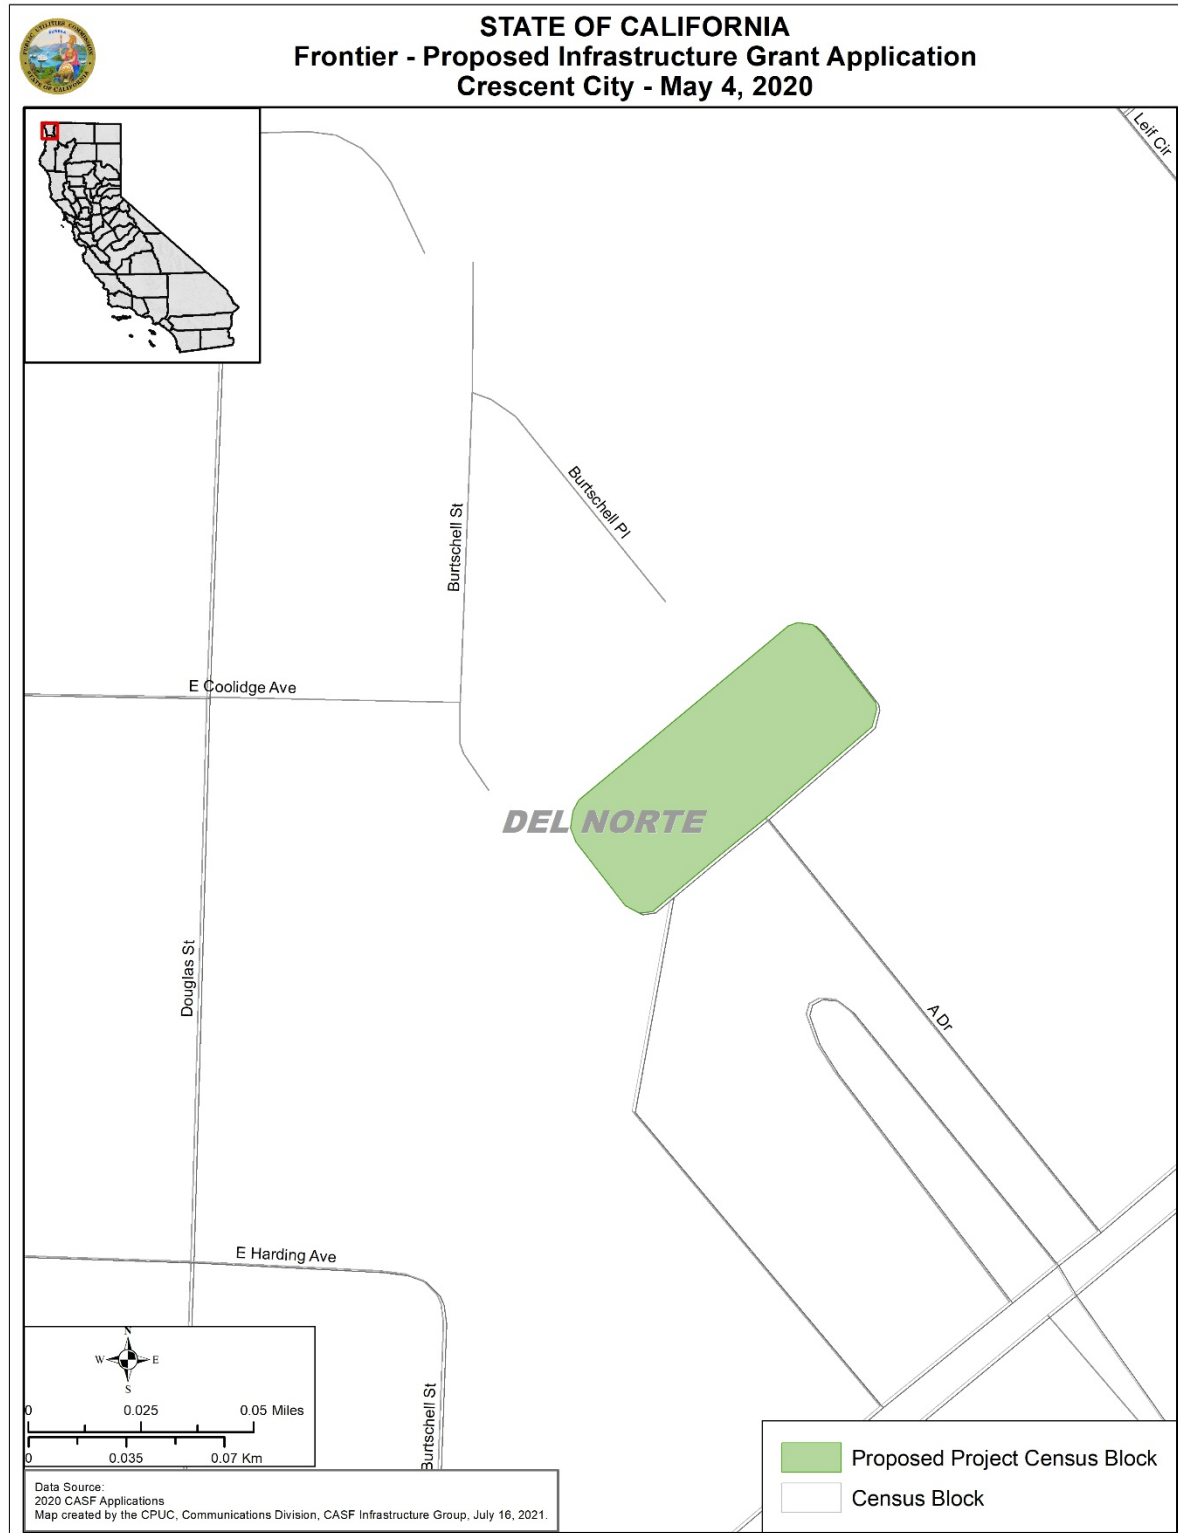 STATE OF CALIFORNIA
Frontier - Proposed Infrastructure Grant Application
Crescent City - May 4, 2020
Leif Cir
Burtschell Pl
Burtschell St
E Coolidge Ave
DEL NORTE
Douglas St
A Dr
E Harding Ave
Burtschell St
N
W E
S
0 0.025 0.05 Miles
0 0.035 0.07 Km
Proposed Project Census Block
Census Block
Data Source:
2020 CASF Applications
Map created by the CPUC, Communications Division, CASF Infrastructure Group, July 16, 2021.